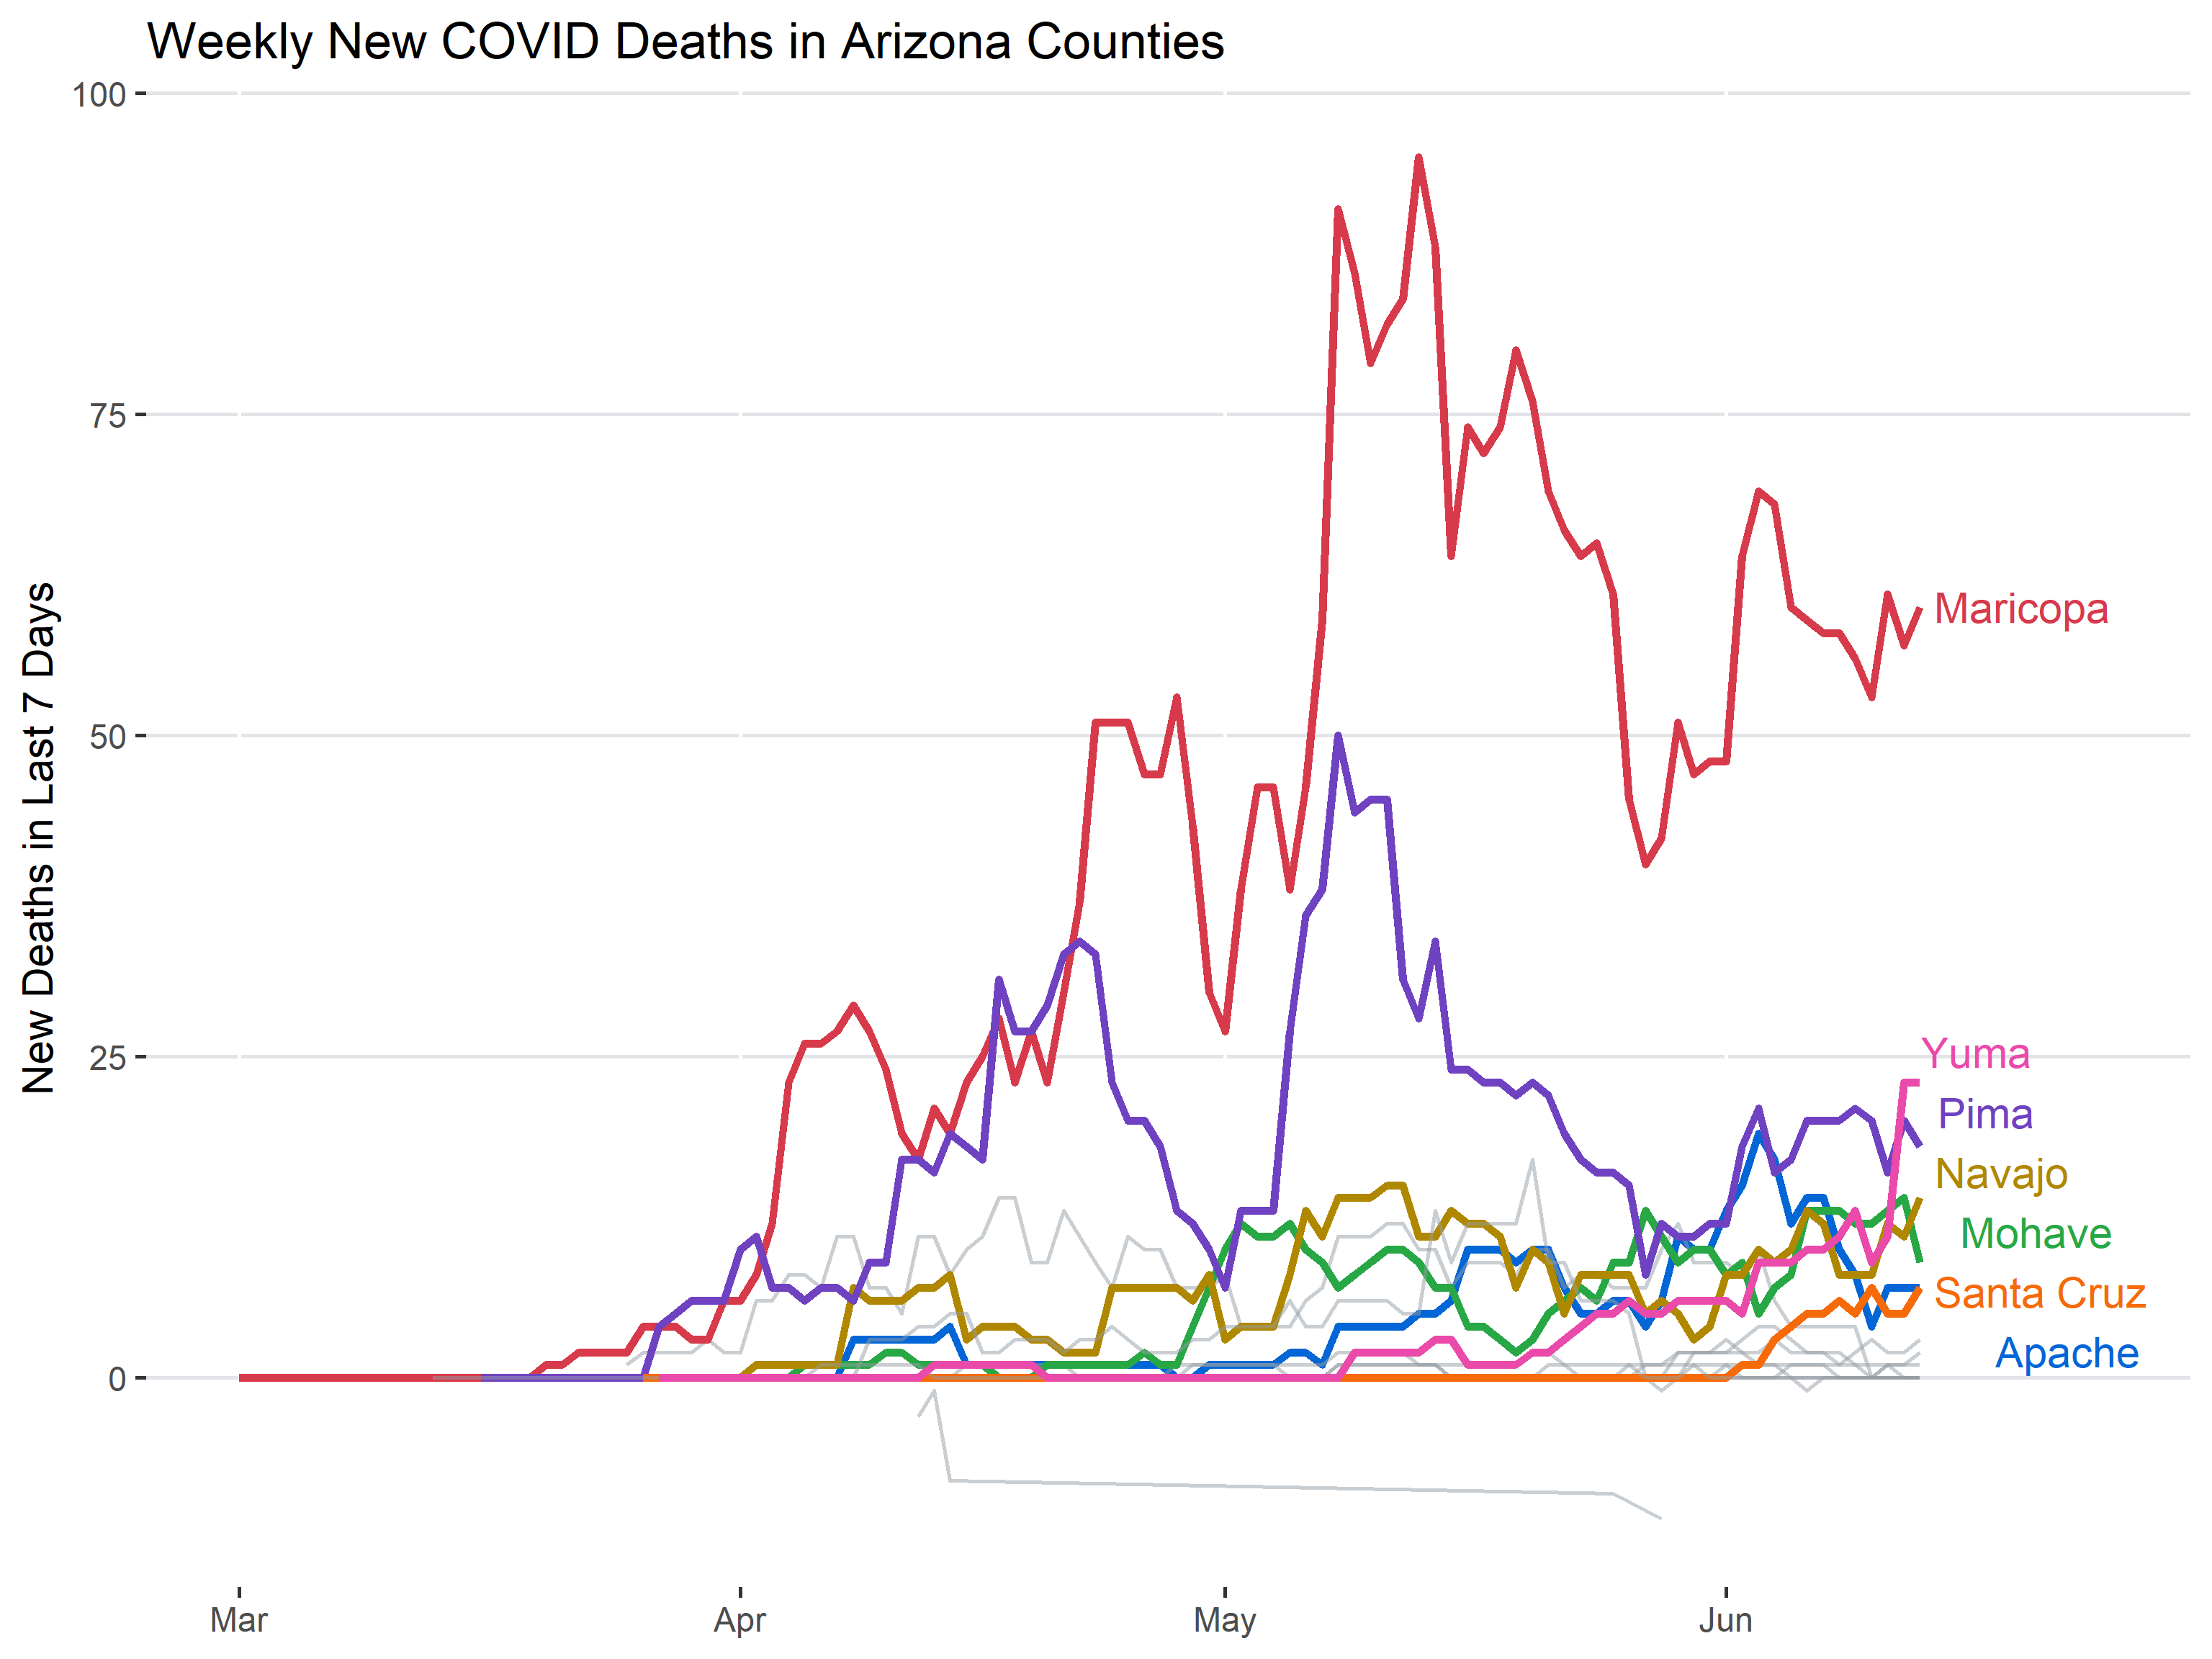 Weekly New COVID Deaths in Arizona Counties
New Deaths in Last 7 Days
100
75
50
25
0
Maricopa
Yuma
Pima
Navajo
Mohave
Santa Cruz
Apache
Mar
Apr
May
Jun